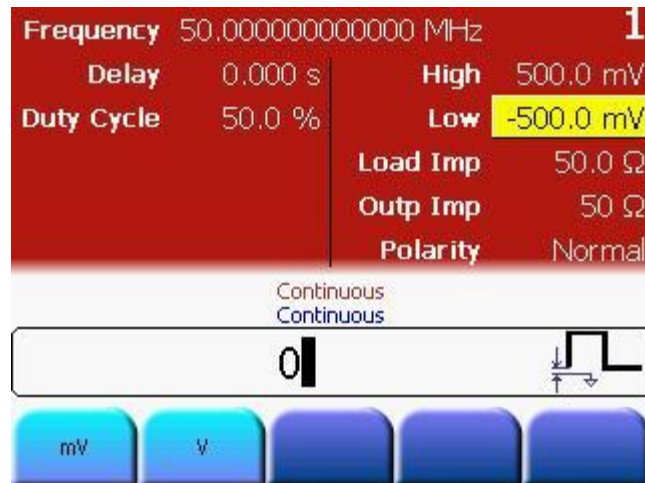 Frequency 50.000000000000 MHz 1
Delay 0.000 s High 500.0 mV
Duty Cycle 50.0 % Low -500.0 mV
Load Imp 50.0 Ω
Outp Imp 50 Ω
Polarity Normal
Continuous
Continuous
0
mV V